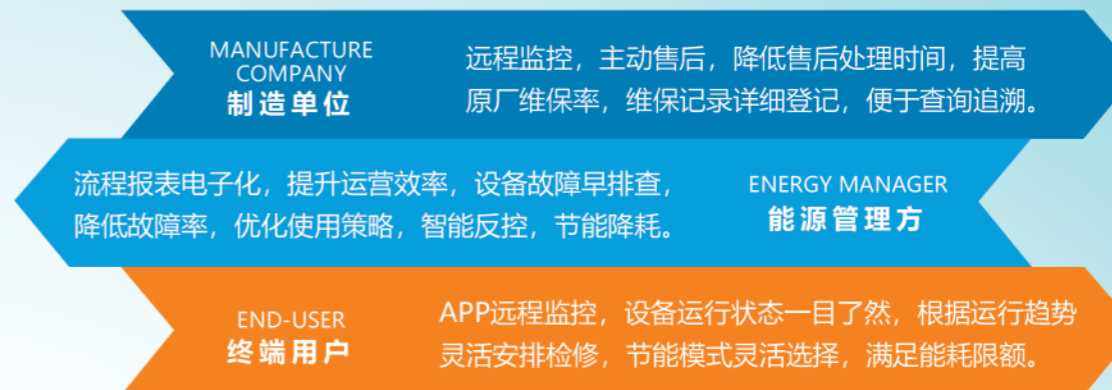 MANUFACTURE
COMPANY
制造单位
远程监控，主动售后，降低售后处理时间，提高
原厂维保率，维保记录详细登记，便于查询追溯。
流程报表电子化，提升运营效率，设备故障早排查，
降低故障率，优化使用策略，智能反控，节能降耗。
ENERGY MANAGER
能源管理方
END-USER
终端用户
APP远程监控，设备运行状态一目了然，根据运行趋势
灵活安排检修，节能模式灵活选择，满足能耗限额。